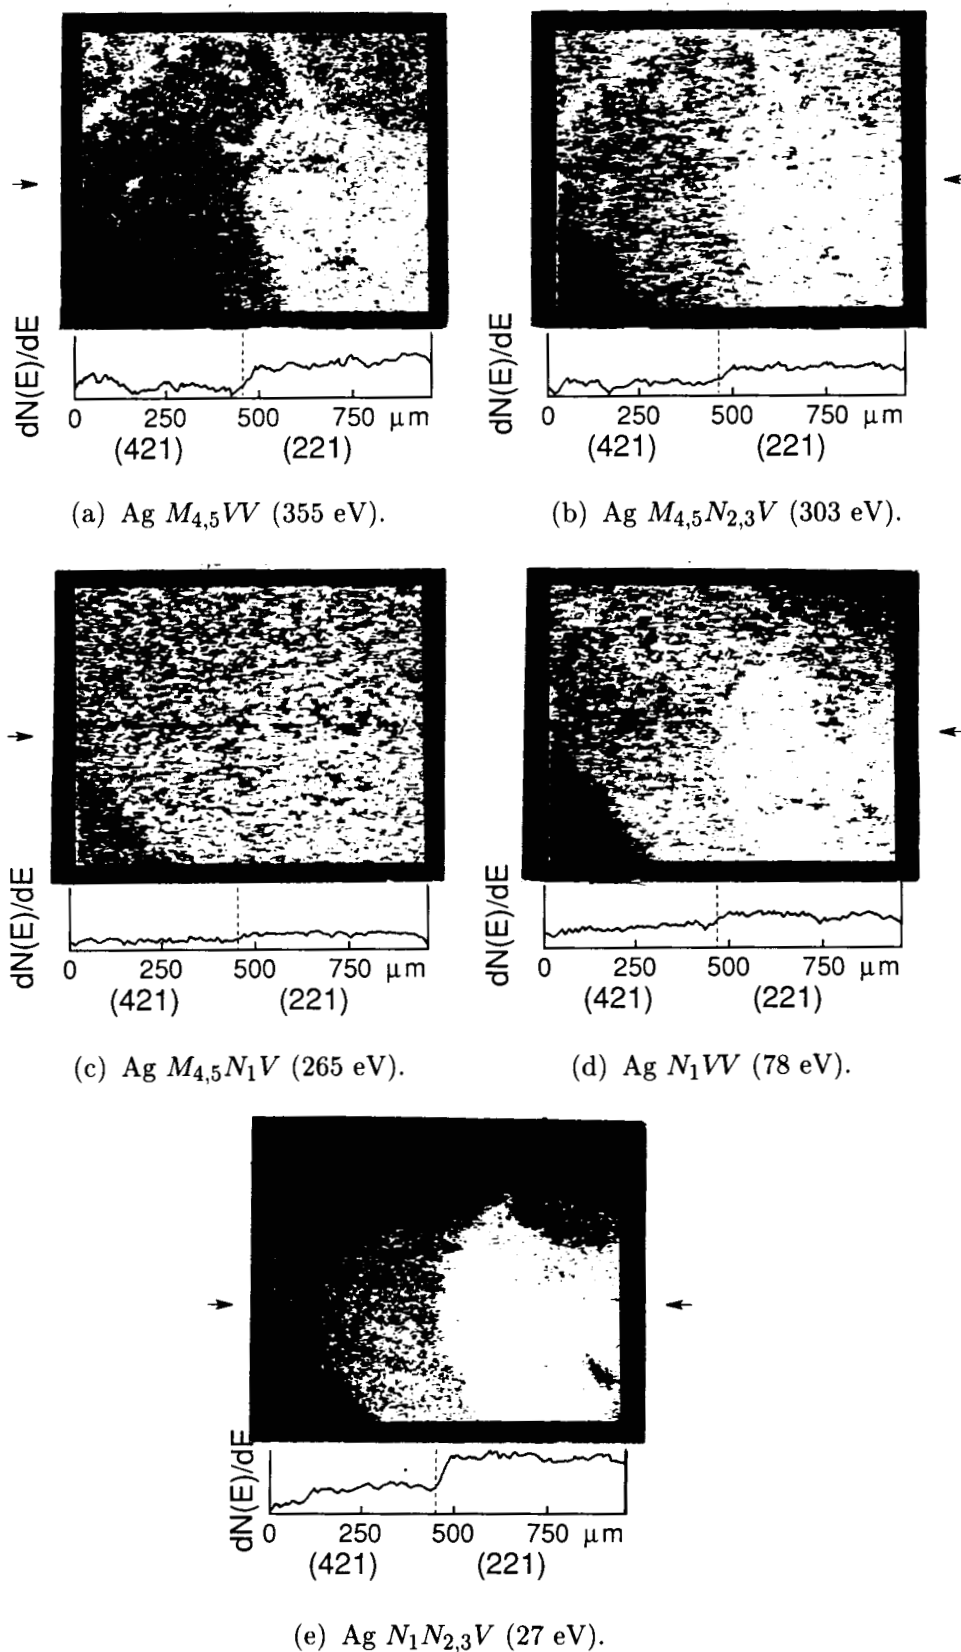 dN(E)/dE
0 250 500 750 μm
(421) (221)
(a) Ag M4,5VV (355 eV).
dN(E)/dE
0 250 500 750 μm
(421) (221)
(b) Ag M4,5N2,3V (303 eV).
dN(E)/dE
0 250 500 750 μm
(421) (221)
(c) Ag M4,5N1V (265 eV).
dN(E)/dE
0 250 500 750 μm
(421) (221)
(d) Ag N1VV (78 eV).
dN(E)/dE
0 250 500 750 μm
(421) (221)
(e) Ag N1N2,3V (27 eV).